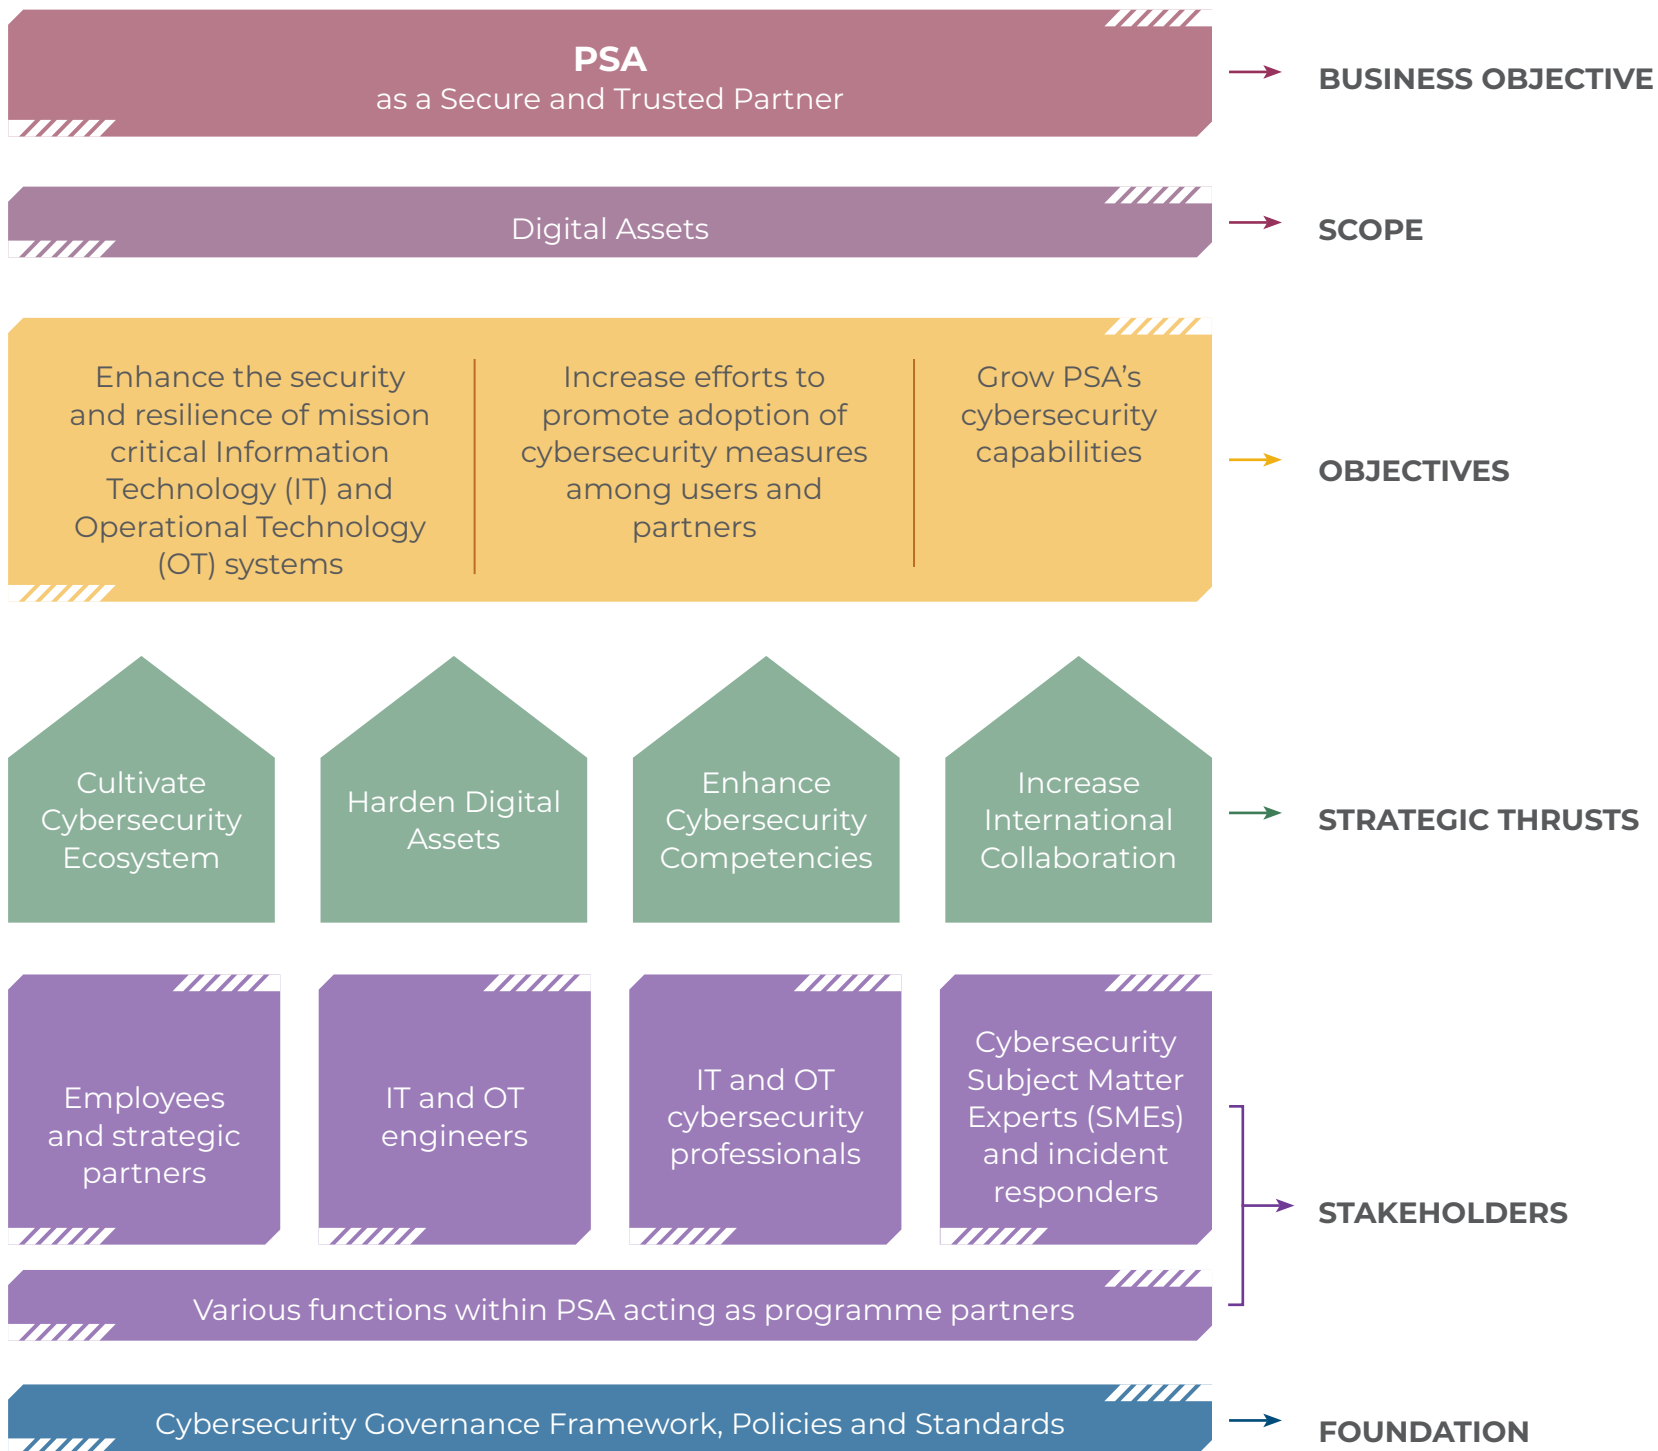 PSA
as a Secure and Trusted Partner
BUSINESS OBJECTIVE
Digital Assets
SCOPE
Enhance the security
and resilience of mission
critical Information
Technology (IT) and
Operational Technology
(OT) systems
Increase efforts to
promote adoption of
cybersecurity measures
among users and
partners
Grow PSA’s
cybersecurity
capabilities
OBJECTIVES
Cultivate
Cybersecurity
Ecosystem
Harden Digital
Assets
Enhance
Cybersecurity
Competencies
Increase
International
Collaboration
STRATEGIC THRUSTS
Employees
and strategic
partners
IT and OT
engineers
IT and OT
cybersecurity
professionals
Cybersecurity
Subject Matter
Experts (SMEs)
and incident
responders
Various functions within PSA acting as programme partners
STAKEHOLDERS
Cybersecurity Governance Framework, Policies and Standards
FOUNDATION